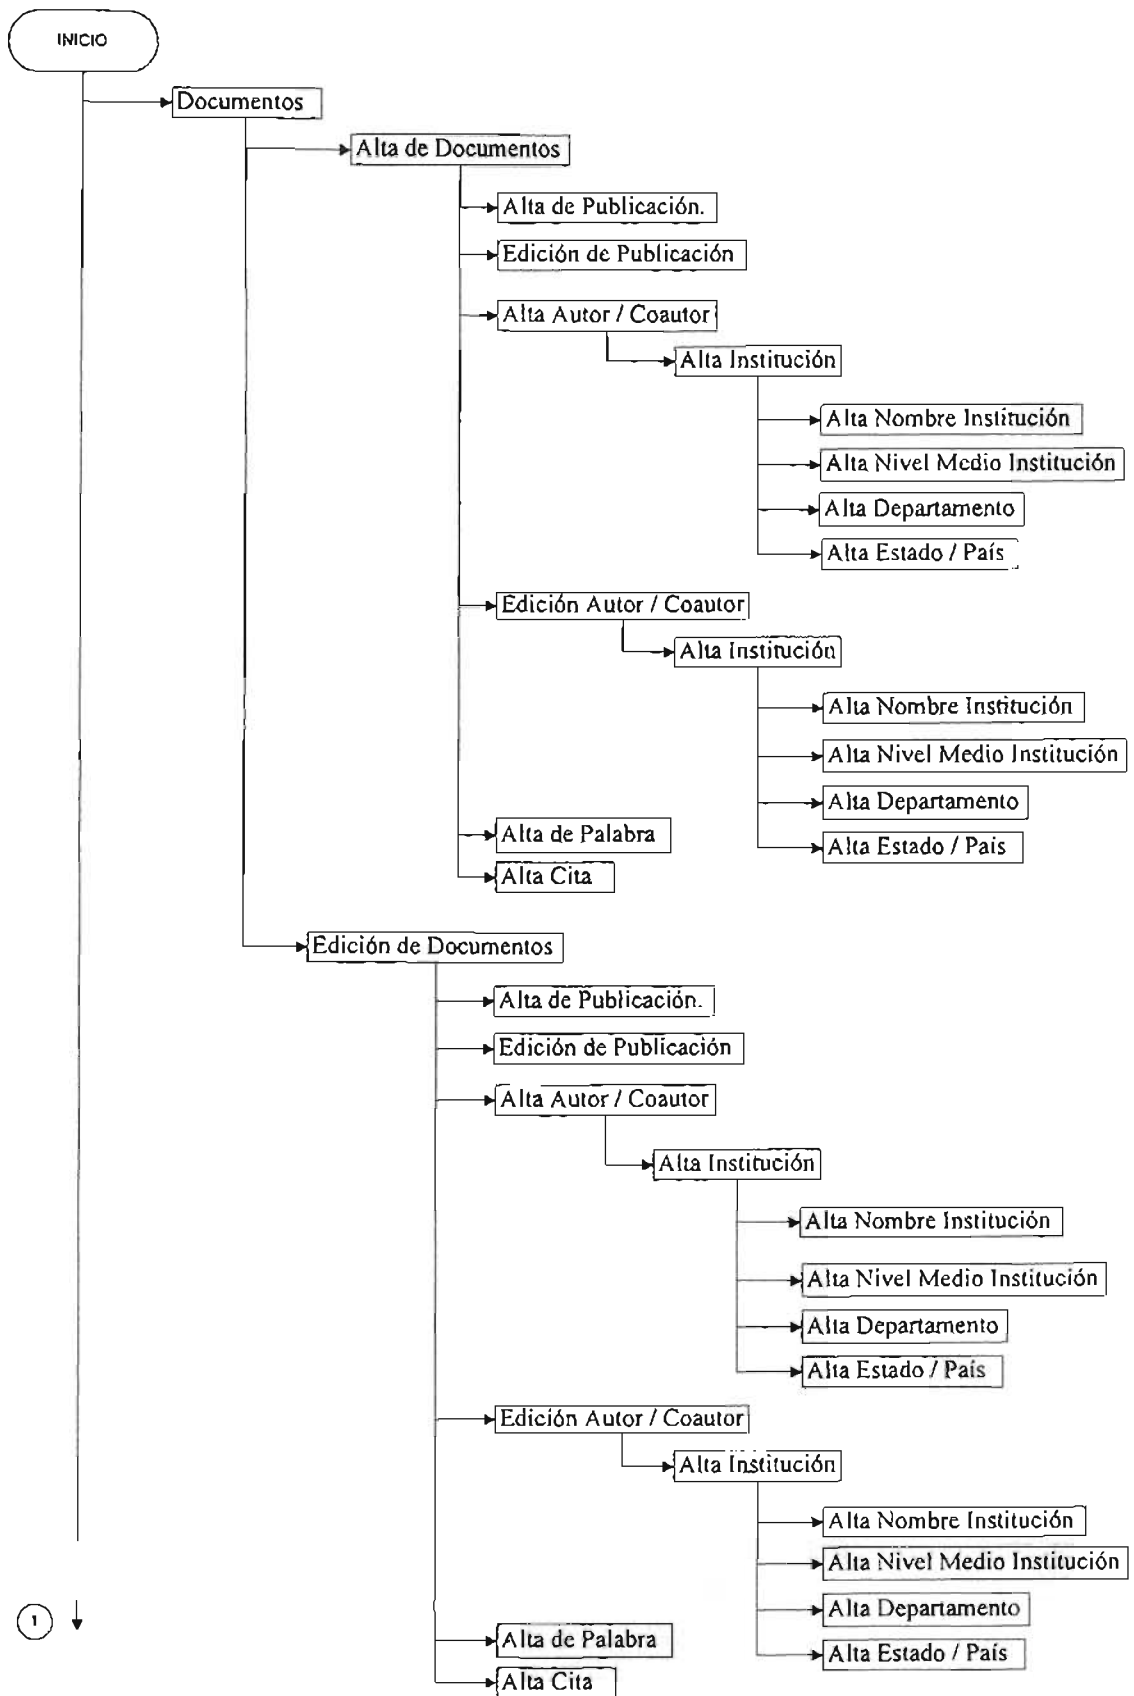 INICIO
Documentos
Alta de Documentos
Alta de Publicación.
Edición de Publicación
Alta Autor / Coautor
Alta Institución
Alta Nombre Institución
Alta Nivel Medio Institución
Alta Departamento
Alta Estado / País
Edición Autor / Coautor
Alta Institución
Alta Nombre Institución
Alta Nivel Medio Institución
Alta Departamento
Alta Estado / País
Alta de Palabra
Alta Cita
Edición de Documentos
Alta de Publicación.
Edición de Publicación
Alta Autor / Coautor
Alta Institución
Alta Nombre Institución
Alta Nivel Medio Institución
Alta Departamento
Alta Estado / País
Edición Autor / Coautor
Alta Institución
Alta Nombre Institución
Alta Nivel Medio Institución
Alta Departamento
Alta Estado / País
Alta de Palabra
Alta Cita
1